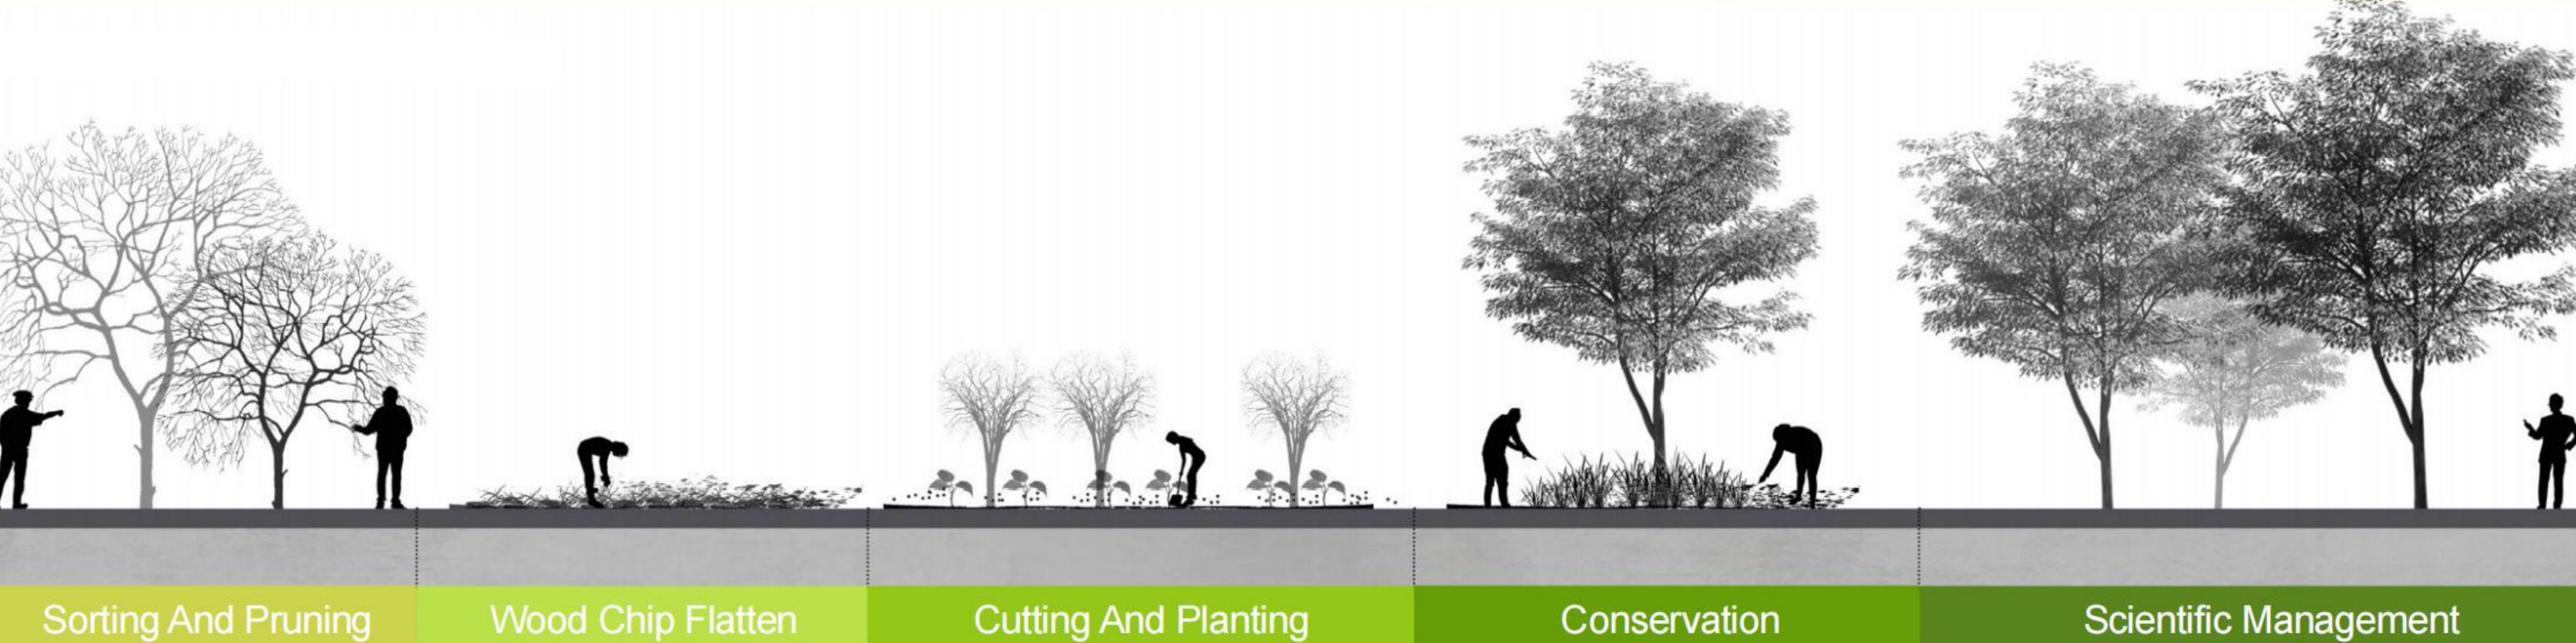 Sorting And Pruning
Wood Chip Flatten
Cutting And Planting
Conservation
Scientific Management